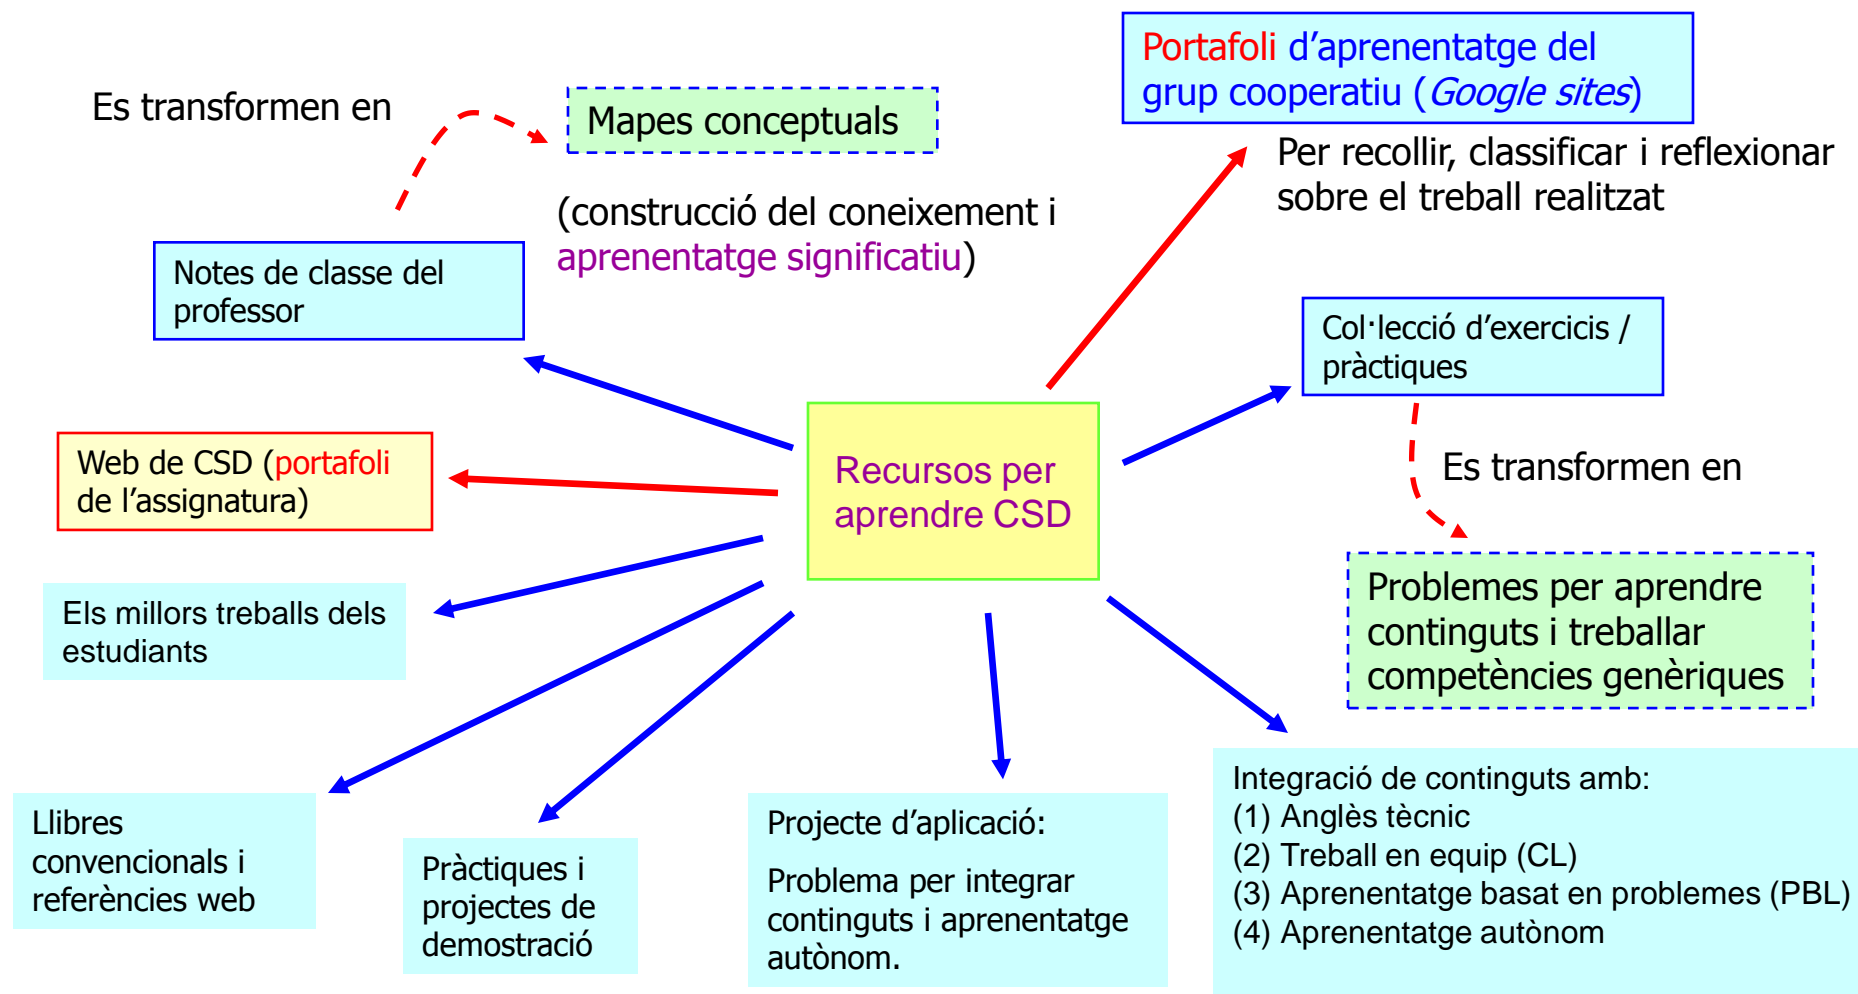 Portafoli d’aprenentatge del
grup cooperatiu (Google sites)
Es transformen en
Mapes conceptuals
Per recollir, classificar i reflexionar
sobre el treball realitzat
(construcció del coneixement i
aprenentatge significatiu)
Notes de classe del
professor
Col·lecció d’exercicis /
pràctiques
Web de CSD (portafoli
de l’assignatura)
Recursos per
aprendre CSD
Es transformen en
Problemes per aprendre
continguts i treballar
competències genèriques
Els millors treballs dels
estudiants
Llibres
convencionals i
referències web
Pràctiques i
projectes de
demostració
Projecte d’aplicació:
Problema per integrar
continguts i aprenentatge
autònom.
Integració de continguts amb:
(1) Anglès tècnic
(2) Treball en equip (CL)
(3) Aprenentatge basat en problemes (PBL)
(4) Aprenentatge autònom